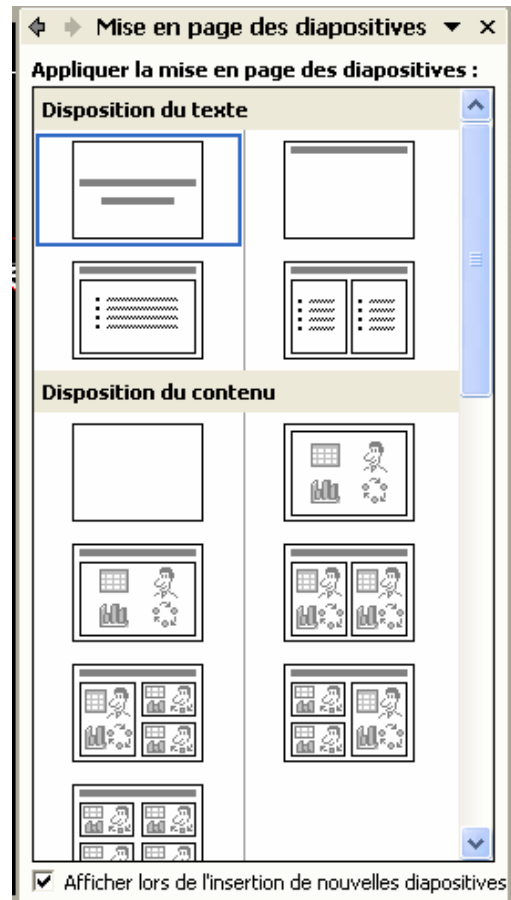 Mise en page des diapositives
Appliquer la mise en page des diapositives :
Disposition du texte
Disposition du contenu
Afficher lors de l'insertion de nouvelles diapositives